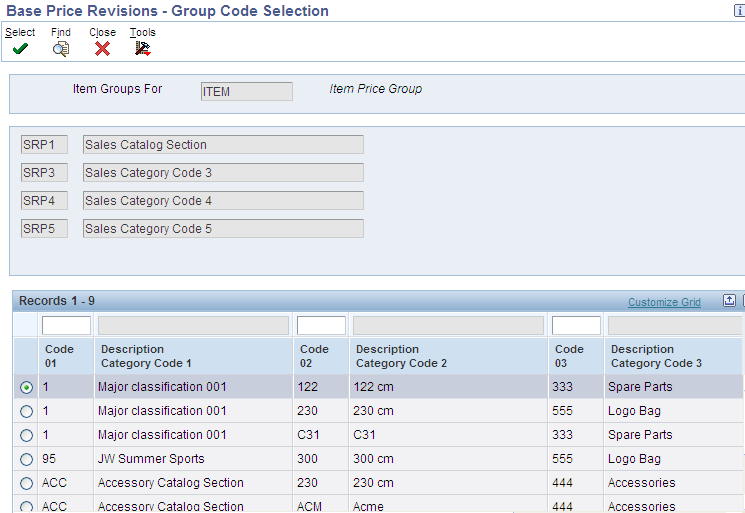 Base Price Revisions - Group Code Selection
Select Find Close Tools
Item Groups For ITEM Item Price Group
SRP1 Sales Catalog Section
SRP3 Sales Category Code 3
SRP4 Sales Category Code 4
SRP5 Sales Category Code 5
Records 1 - 9 Customize Grid
Code Description Code Description Code Description
01 Category Code 1 02 Category Code 2 03 Category Code 3
1 Major classification 001 122 122 cm 333 Spare Parts
1 Major classification 001 230 230 cm 555 Logo Bag
1 Major classification 001 C31 C31 333 Spare Parts
95 JW Summer Sports 300 300 cm 555 Logo Bag
ACC Accessory Catalog Section 230 230 cm 444 Accessories
ACC Accessory Catalog Section ACM Acme 444 Accessories